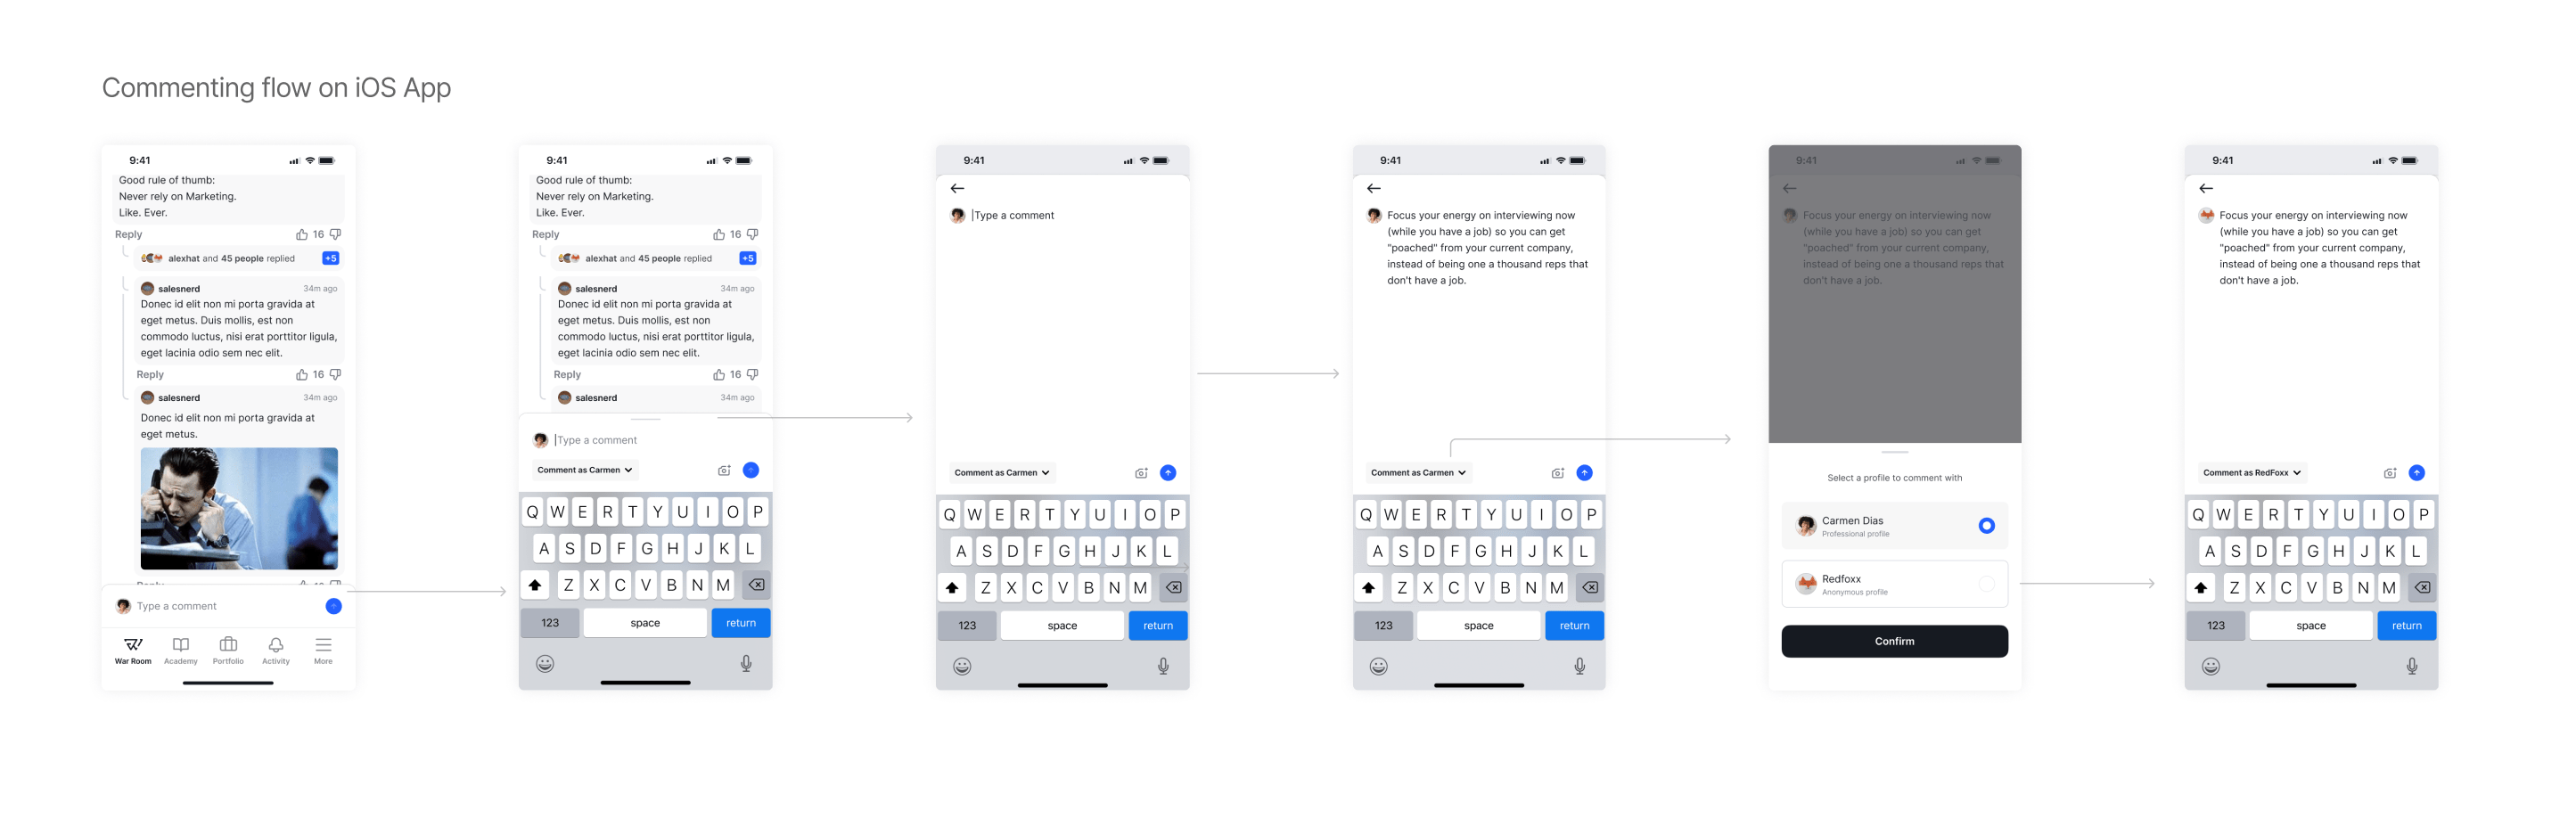 Commenting flow on iOS App
9:41
Good rule of thumb:
Never rely on Marketing.
Like. Ever.
Reply
16
alexhat and 45 people replied
+5
salesnerd
34m ago
Donec id elit non mi porta gravida at
eget metus. Duis mollis, est non
commodo luctus, nisi erat porttitor ligula,
eget lacinia odio sem nec elit.
Reply
16
salesnerd
34m ago
Donec id elit non mi porta gravida at
eget metus.
Type a comment
War Room
Academy
Portfolio
Activity
More
9:41
Good rule of thumb:
Never rely on Marketing.
Like. Ever.
Reply
16
alexhat and 45 people replied
+5
salesnerd
34m ago
Donec id elit non mi porta gravida at
eget metus. Duis mollis, est non
commodo luctus, nisi erat porttitor ligula,
eget lacinia odio sem nec elit.
Reply
16
salesnerd
34m ago
Type a comment
Comment as Carmen
Q W E R T Y U I O P
A S D F G H J K L
Z X C V B N M
123
space
return
9:41
Type a comment
Comment as Carmen
Q W E R T Y U I O P
A S D F G H J K L
Z X C V B N M
123
space
return
9:41
Focus your energy on interviewing now
(while you have a job) so you can get
"poached" from your current company,
instead of being one a thousand reps that
don't have a job.
Comment as Carmen
Q W E R T Y U I O P
A S D F G H J K L
Z X C V B N M
123
space
return
9:41
Focus your energy on interviewing now
(while you have a job) so you can get
"poached" from your current company,
instead of being one a thousand reps that
don't have a job.
Select a profile to comment with
Carmen Dias
Professional profile
Redfoxx
Anonymous profile
Confirm
9:41
Focus your energy on interviewing now
(while you have a job) so you can get
"poached" from your current company,
instead of being one a thousand reps that
don't have a job.
Comment as RedFoxx
Q W E R T Y U I O P
A S D F G H J K L
Z X C V B N M
123
space
return